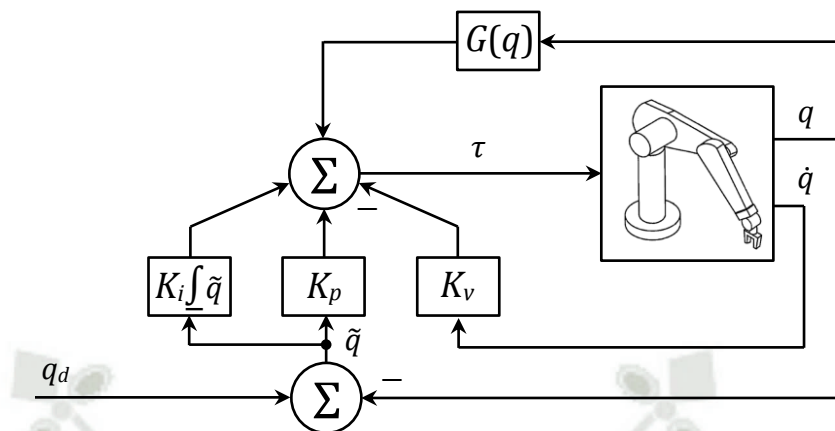 G(q)
Σ
−
τ
q
q̇
K_i ∫ q̃
K_p
K_v
q̃
q_d
Σ
−